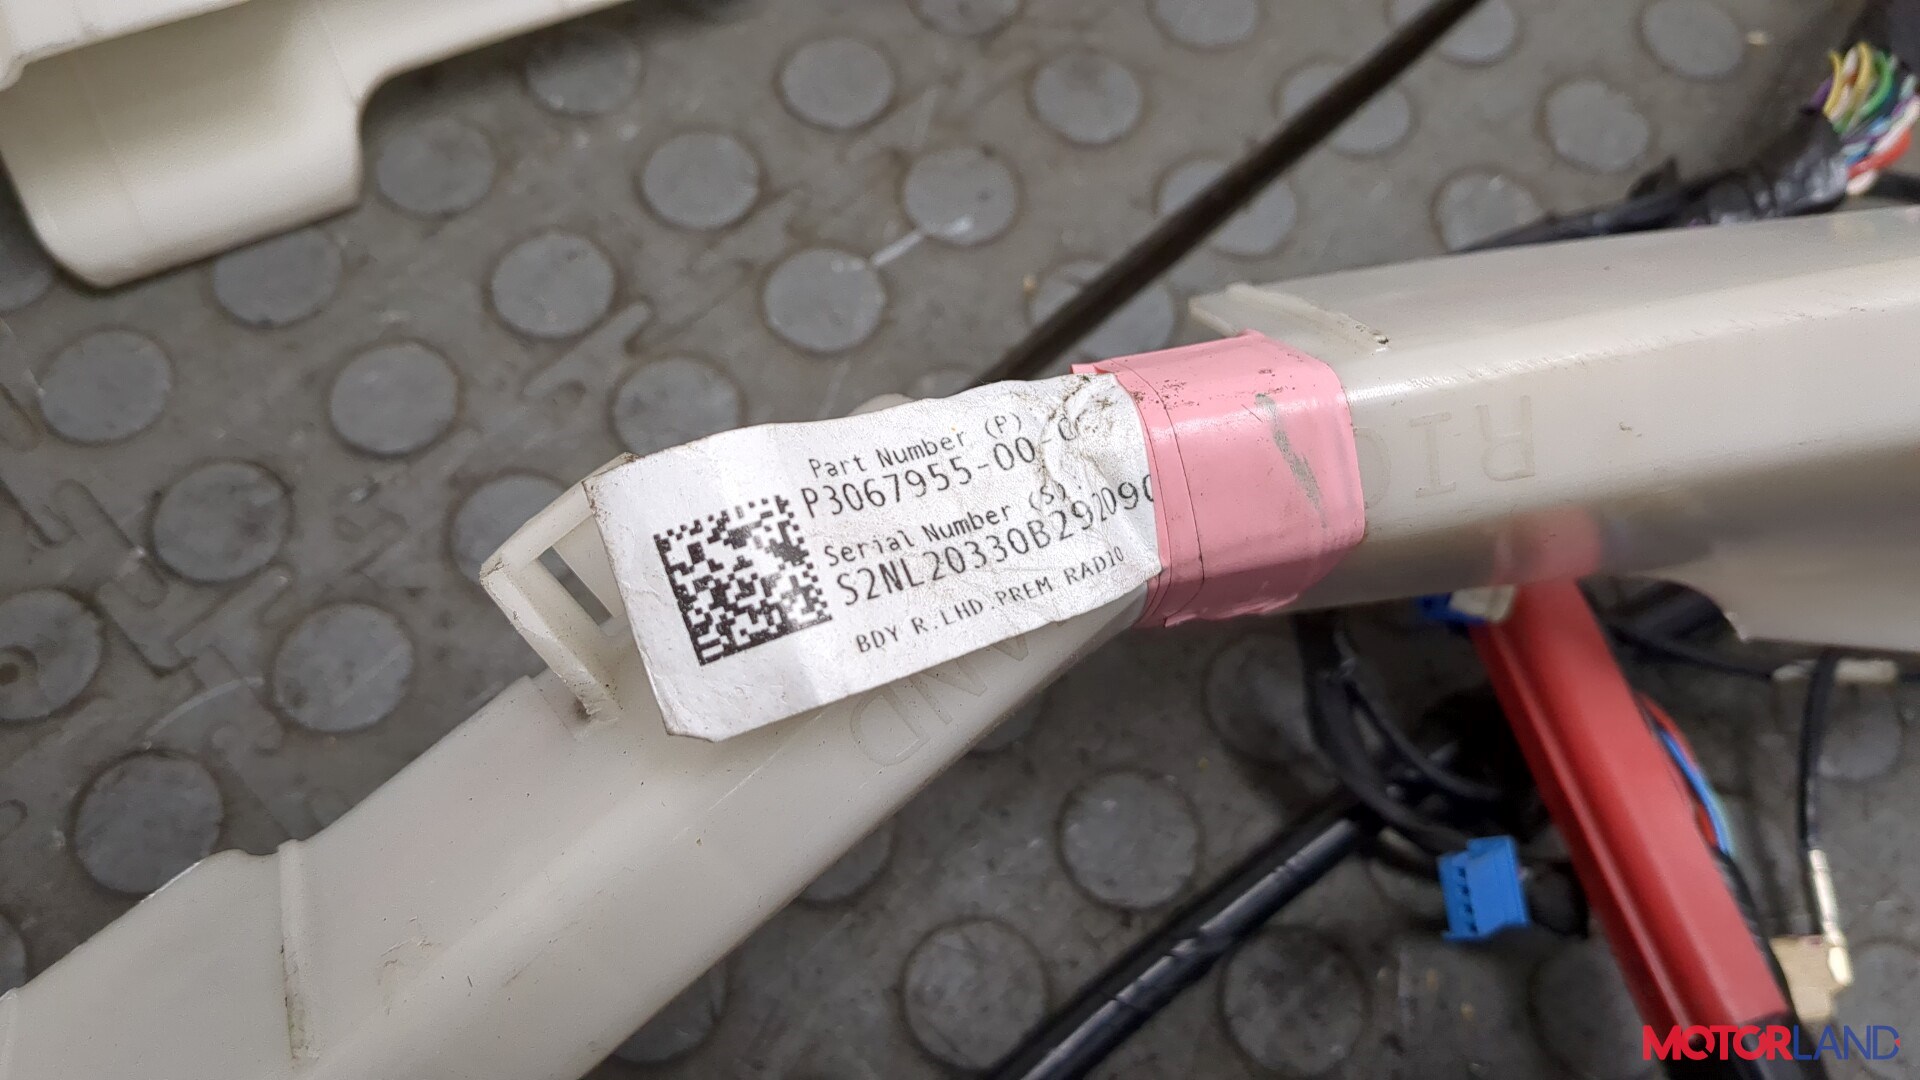 Part Number (P)
P3067955-00
Serial Number (S)
S2NL20330B29209
BDY R.LHD.PREM RADIO
MOTORLAND